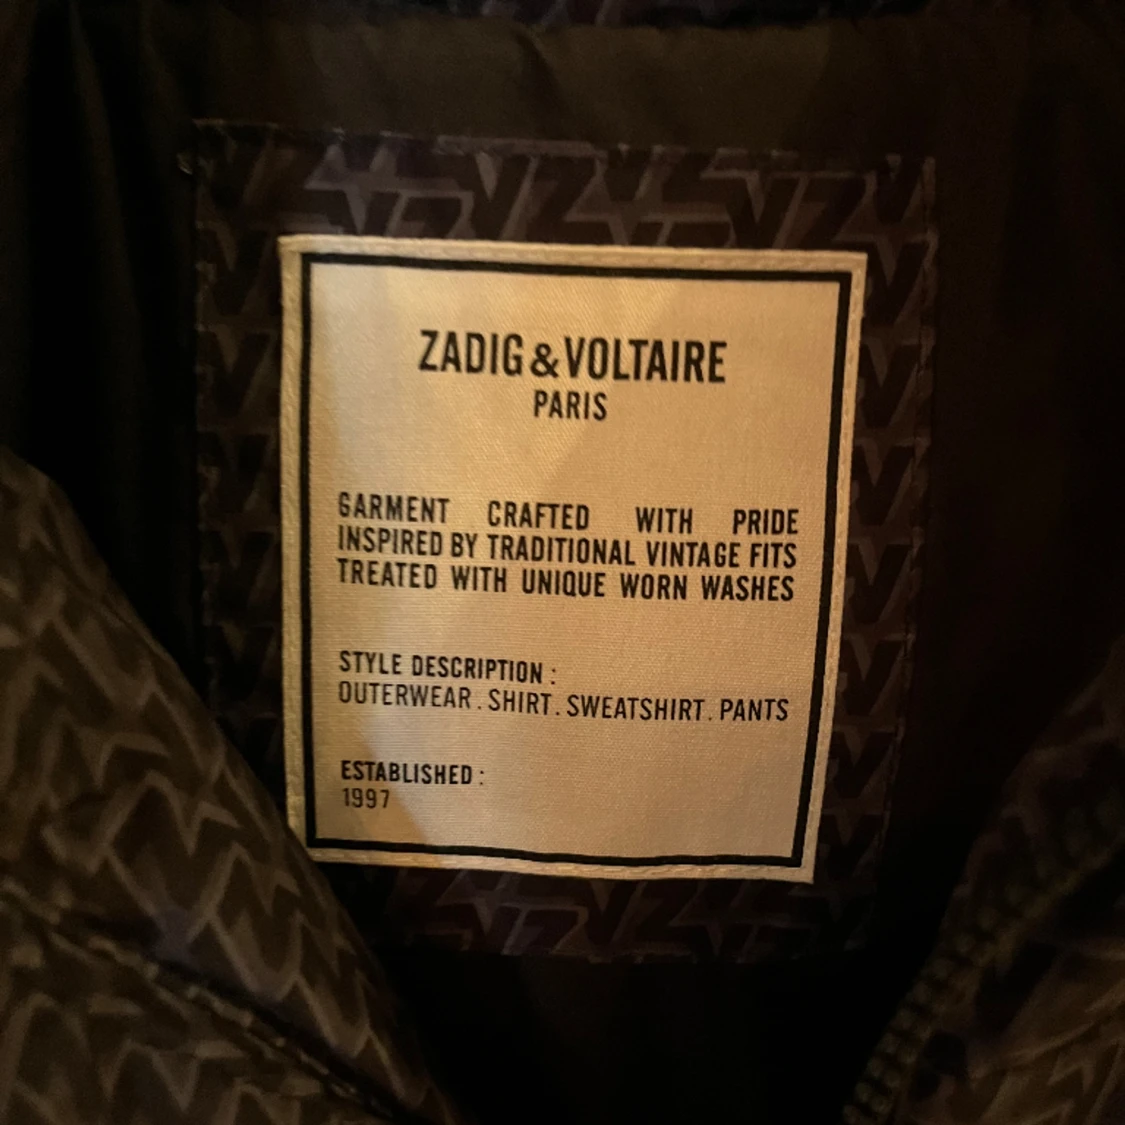 ZADIG & VOLTAIRE
PARIS
GARMENT CRAFTED WITH PRIDE
INSPIRED BY TRADITIONAL VINTAGE FITS
TREATED WITH UNIQUE WORN WASHES
STYLE DESCRIPTION :
OUTERWEAR . SHIRT . SWEATSHIRT . PANTS
ESTABLISHED :
1997